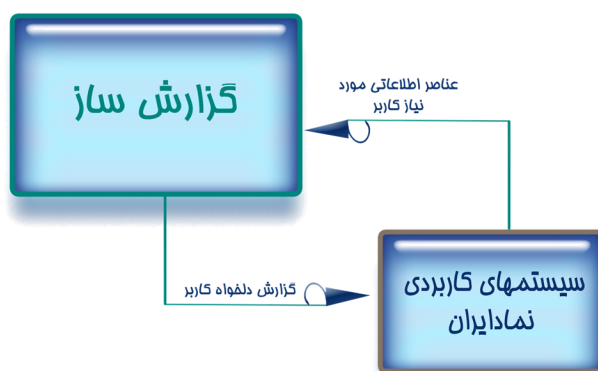 گزارش ساز
عناصر اطلاعاتی مورد
نیاز کاربر
گزارش دلخواه کاربر
سیستمهای کاربردی
نمادایران